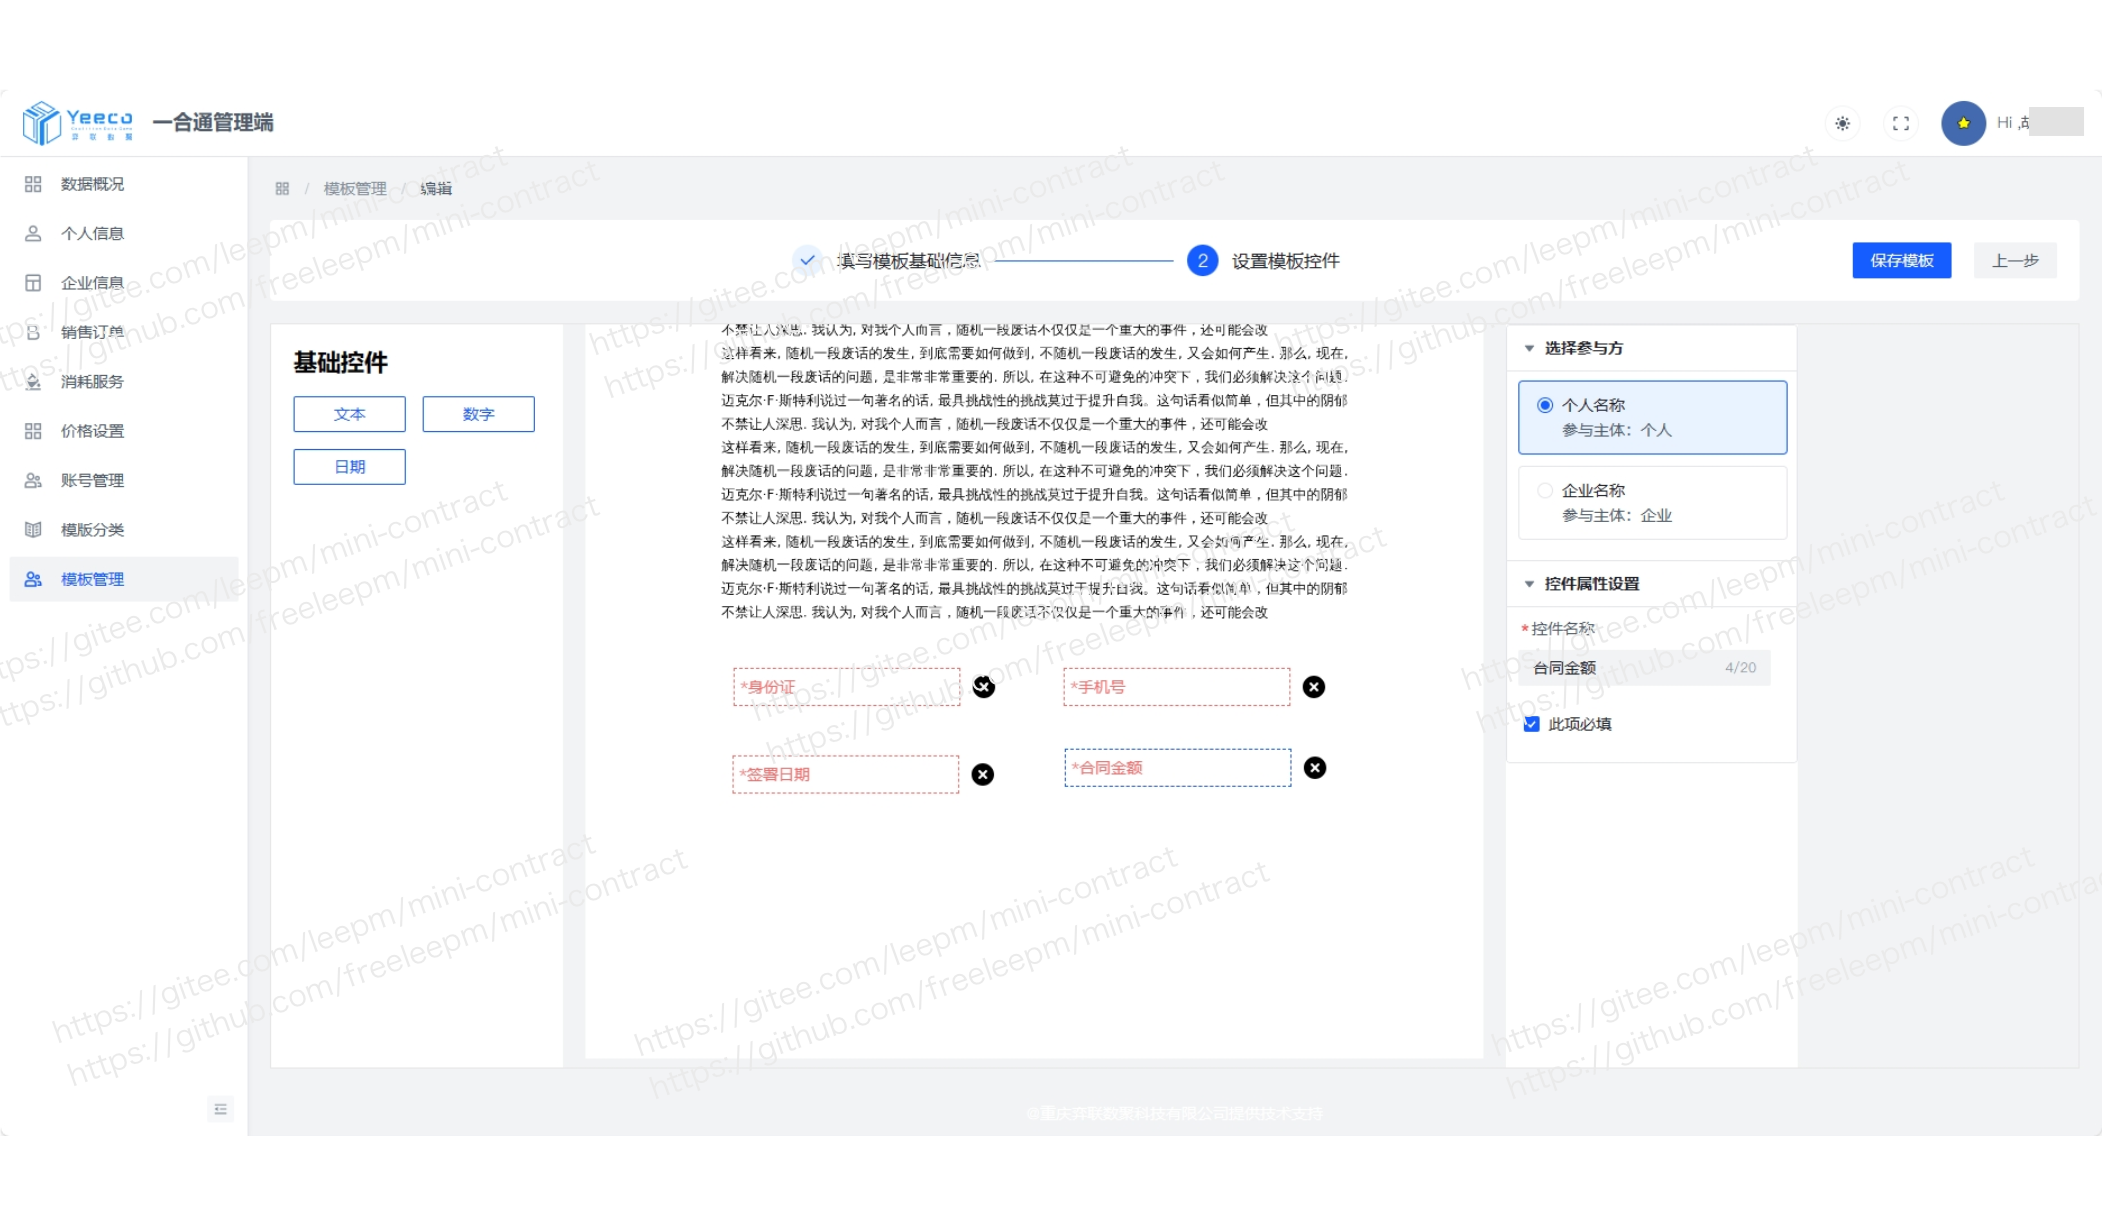 Yeeco
弈联数聚
一合通管理端
Hi ,胡
数据概况
个人信息
企业信息
销售订单
消耗服务
价格设置
账号管理
模版分类
模板管理
模板管理 / 编辑
填写模板基础信息
2 设置模板控件
保存模板
上一步
基础控件
文本
数字
日期
不禁让人深思. 我认为, 对我个人而言，随机一段废话不仅仅是一个重大的事件，还可能会改
这样看来, 随机一段废话的发生, 到底需要如何做到, 不随机一段废话的发生, 又会如何产生. 那么, 现在,
解决随机一段废话的问题, 是非常非常重要的. 所以, 在这种不可避免的冲突下，我们必须解决这个问题.
迈克尔·F·斯特利说过一句著名的话, 最具挑战性的挑战莫过于提升自我。这句话看似简单，但其中的阴郁
不禁让人深思. 我认为, 对我个人而言，随机一段废话不仅仅是一个重大的事件，还可能会改
这样看来, 随机一段废话的发生, 到底需要如何做到, 不随机一段废话的发生, 又会如何产生. 那么, 现在,
解决随机一段废话的问题, 是非常非常重要的. 所以, 在这种不可避免的冲突下，我们必须解决这个问题.
迈克尔·F·斯特利说过一句著名的话, 最具挑战性的挑战莫过于提升自我。这句话看似简单，但其中的阴郁
不禁让人深思. 我认为, 对我个人而言，随机一段废话不仅仅是一个重大的事件，还可能会改
这样看来, 随机一段废话的发生, 到底需要如何做到, 不随机一段废话的发生, 又会如何产生. 那么, 现在,
解决随机一段废话的问题, 是非常非常重要的. 所以, 在这种不可避免的冲突下，我们必须解决这个问题.
迈克尔·F·斯特利说过一句著名的话, 最具挑战性的挑战莫过于提升自我。这句话看似简单，但其中的阴郁
不禁让人深思. 我认为, 对我个人而言，随机一段废话不仅仅是一个重大的事件，还可能会改
*身份证
*手机号
*签署日期
*合同金额
选择参与方
个人名称
参与主体：个人
企业名称
参与主体：企业
控件属性设置
*控件名称
合同金额 4/20
此项必填
©重庆弈联数聚科技有限公司提供技术支持
https://gitee.com/leepm/mini-contract
https://github.com/freeleepm/mini-contract